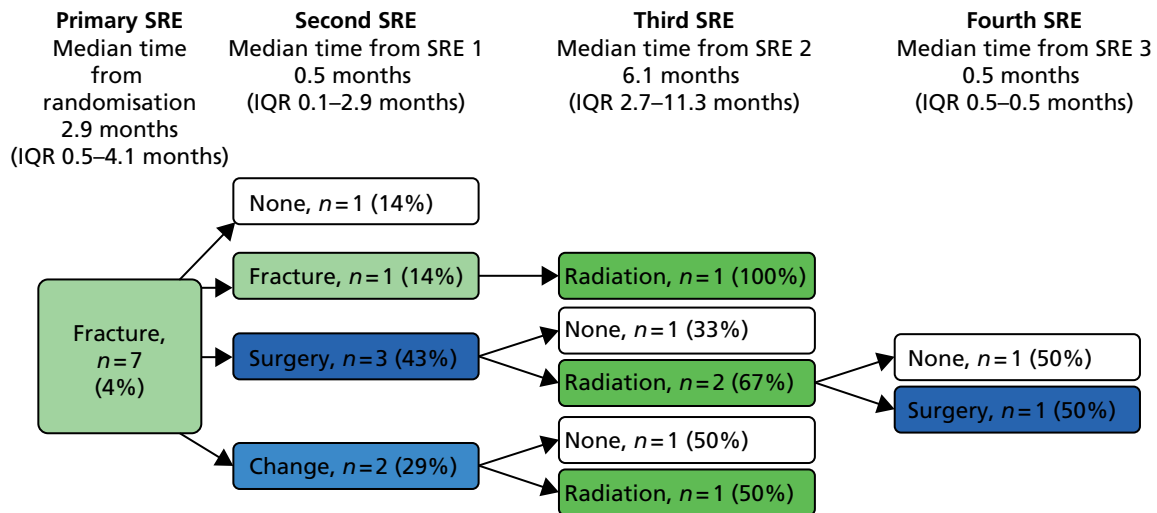 Primary SRE
Median time
from
randomisation
2.9 months
(IQR 0.5–4.1 months)
Second SRE
Median time from SRE 1
0.5 months
(IQR 0.1–2.9 months)
Third SRE
Median time from SRE 2
6.1 months
(IQR 2.7–11.3 months)
Fourth SRE
Median time from SRE 3
0.5 months
(IQR 0.5–0.5 months)
Fracture,
n=7
(4%)
None, n=1 (14%)
Fracture, n=1 (14%)
Surgery, n=3 (43%)
Change, n=2 (29%)
Radiation, n=1 (100%)
None, n=1 (33%)
Radiation, n=2 (67%)
None, n=1 (50%)
Radiation, n=1 (50%)
None, n=1 (50%)
Surgery, n=1 (50%)